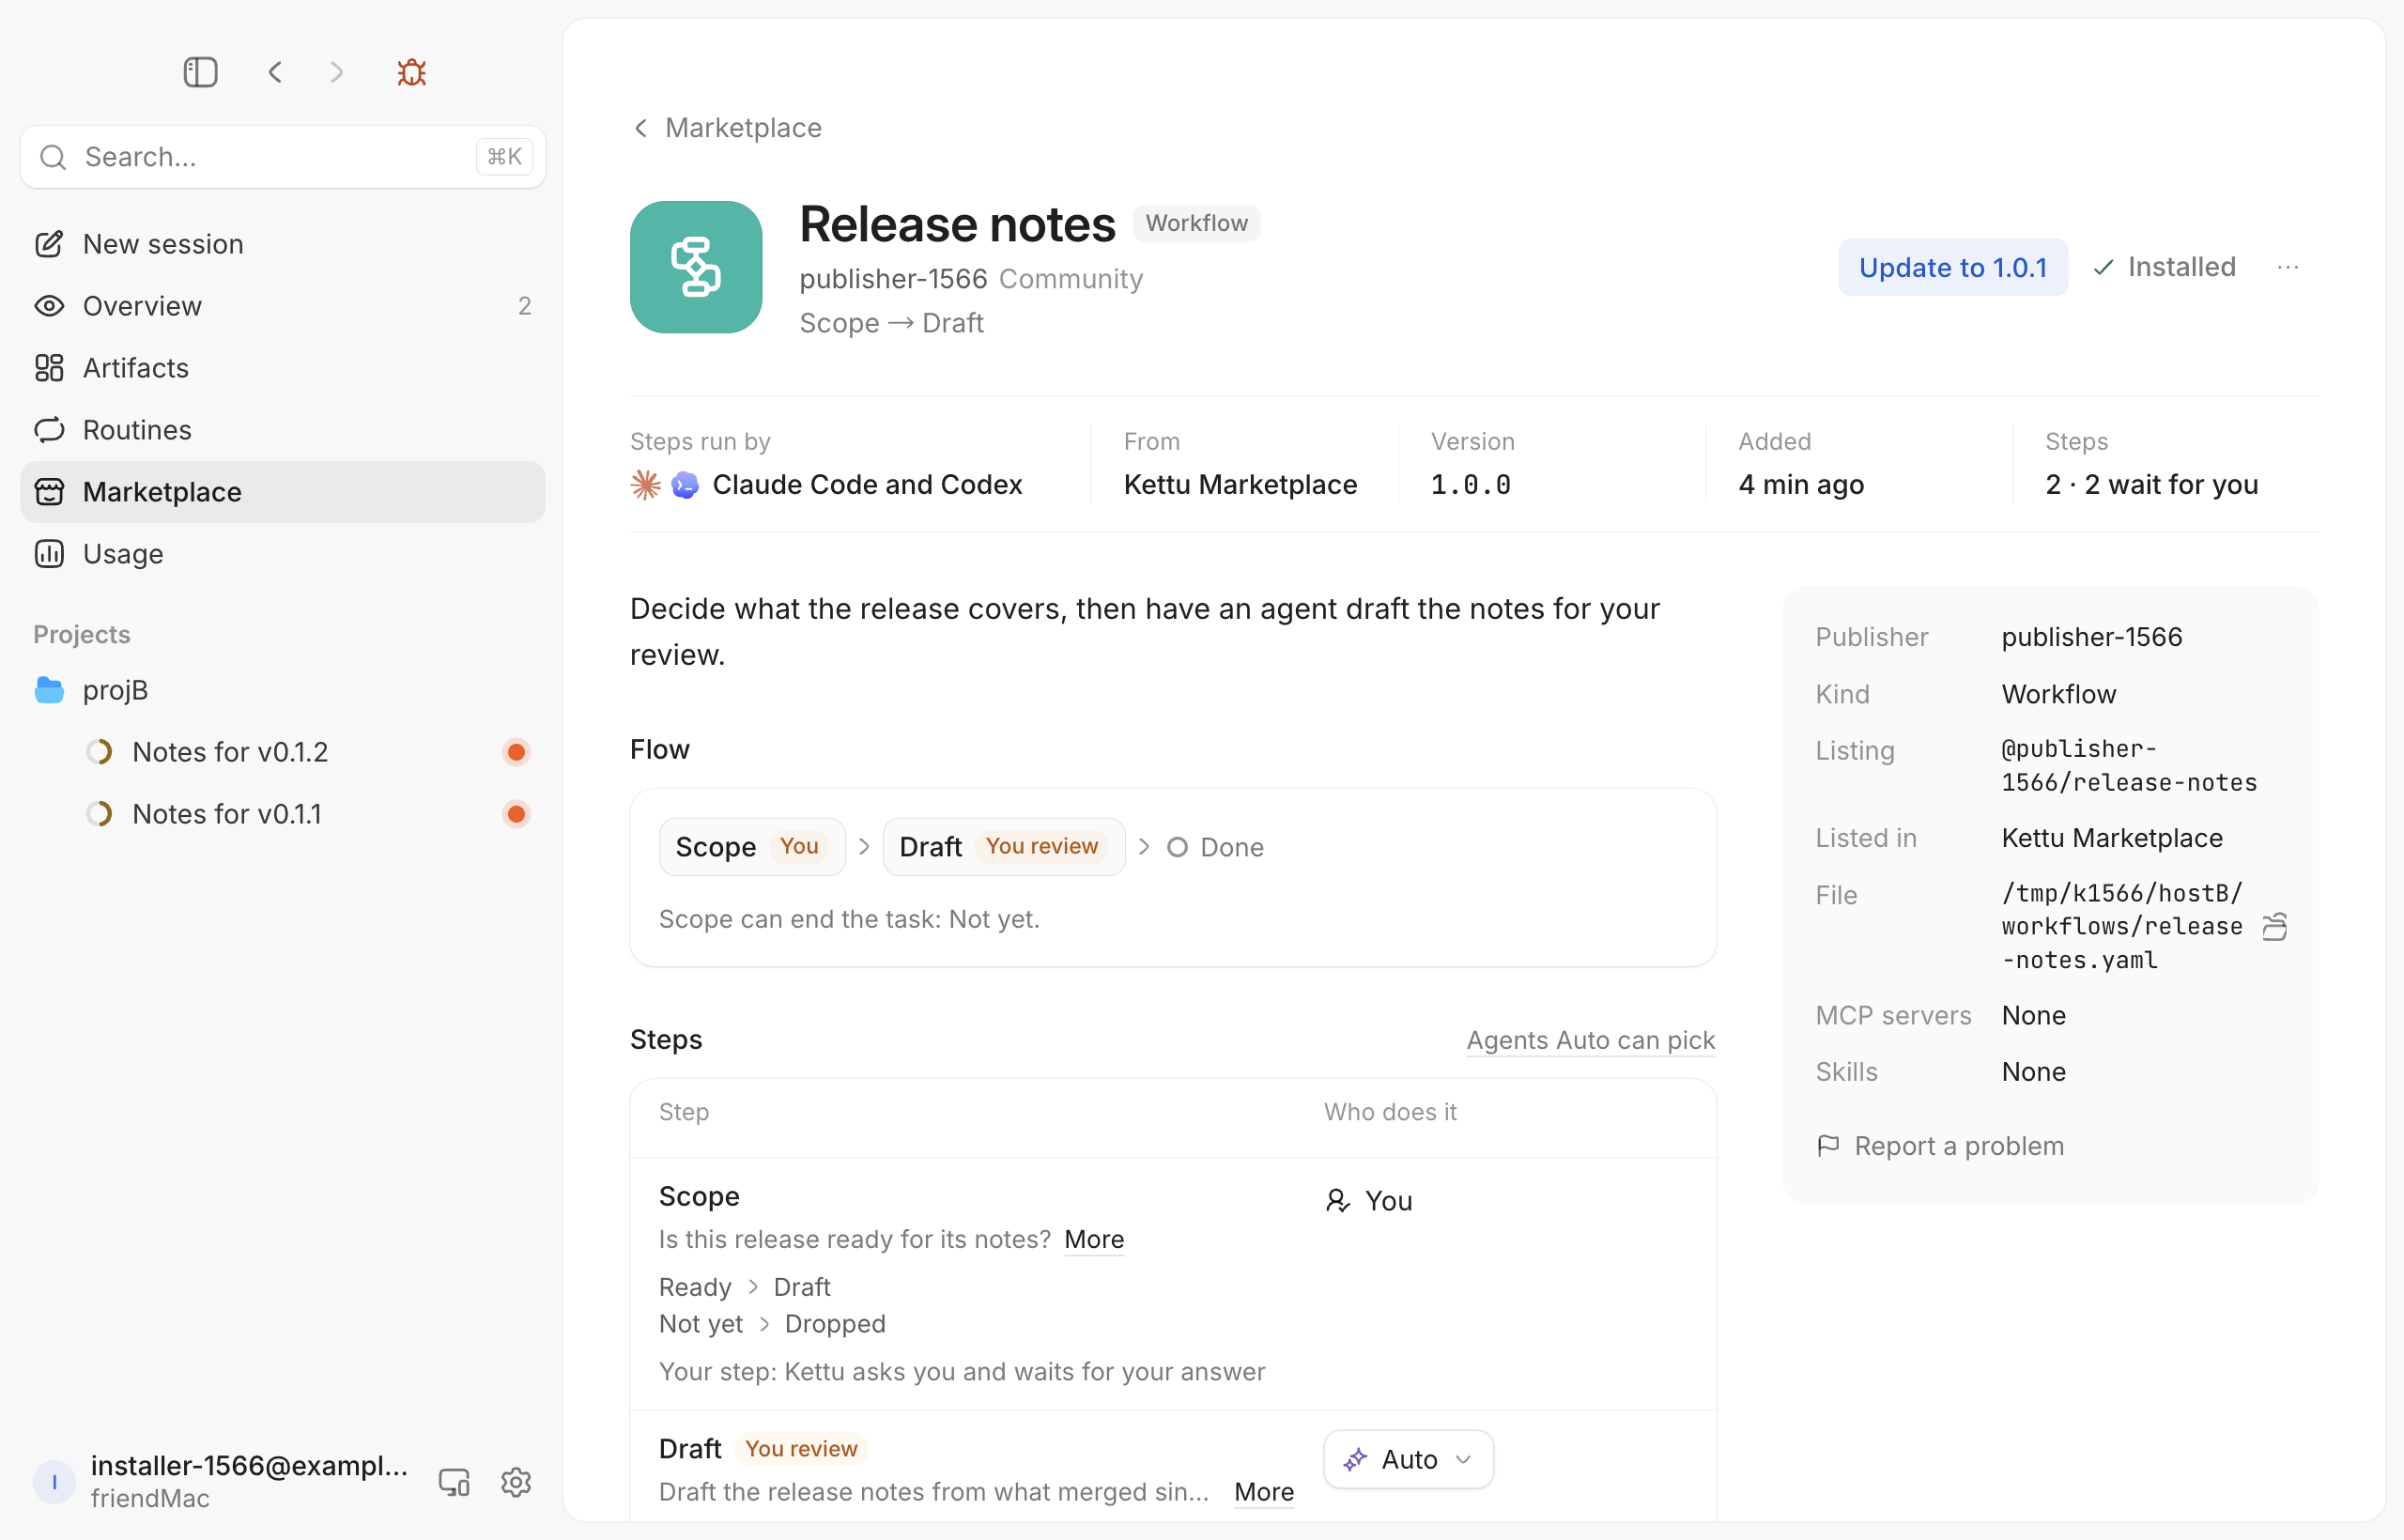 Search...
⌘K
New session
Overview
2
Artifacts
Routines
Marketplace
Usage
Projects
projB
Notes for v0.1.2
Notes for v0.1.1
I
installer-1566@exampl...
friendMac
Marketplace
Release notes
Workflow
publisher-1566 Community
Scope → Draft
Update to 1.0.1
Installed
Steps run by
Claude Code and Codex
From
Kettu Marketplace
Version
1.0.0
Added
4 min ago
Steps
2 · 2 wait for you
Decide what the release covers, then have an agent draft the notes for your
review.
Flow
Scope You
Draft You review
Done
Scope can end the task: Not yet.
Steps
Agents Auto can pick
Step
Who does it
Scope
You
Is this release ready for its notes? More
Ready > Draft
Not yet > Dropped
Your step: Kettu asks you and waits for your answer
Draft You review
Auto
Draft the release notes from what merged sin... More
Publisher
publisher-1566
Kind
Workflow
Listing
@publisher-
1566/release-notes
Listed in
Kettu Marketplace
File
/tmp/k1566/hostB/
workflows/release
-notes.yaml
MCP servers
None
Skills
None
Report a problem